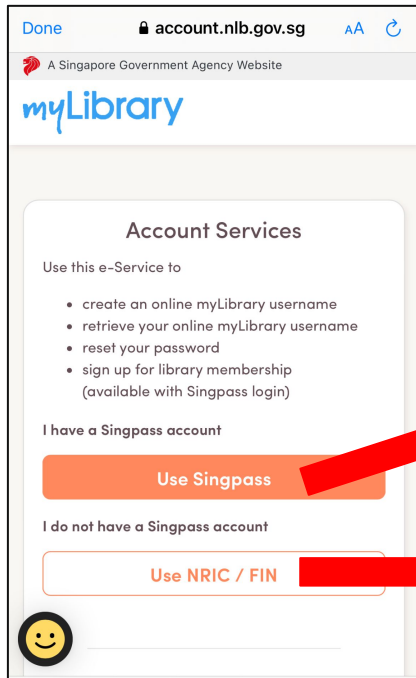 Done account.nlb.gov.sg AA
A Singapore Government Agency Website
myLibrary
Account Services
Use this e-Service to
• create an online myLibrary username
• retrieve your online myLibrary username
• reset your password
• sign up for library membership
(available with Singpass login)
I have a Singpass account
Use Singpass
I do not have a Singpass account
Use NRIC / FIN